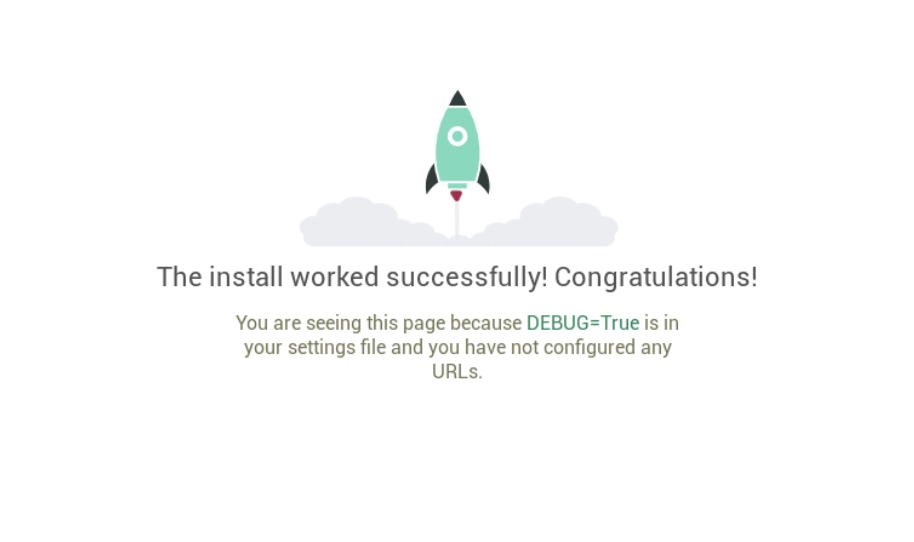 The install worked successfully! Congratulations!
You are seeing this page because DEBUG=True is in
your settings file and you have not configured any
URLs.